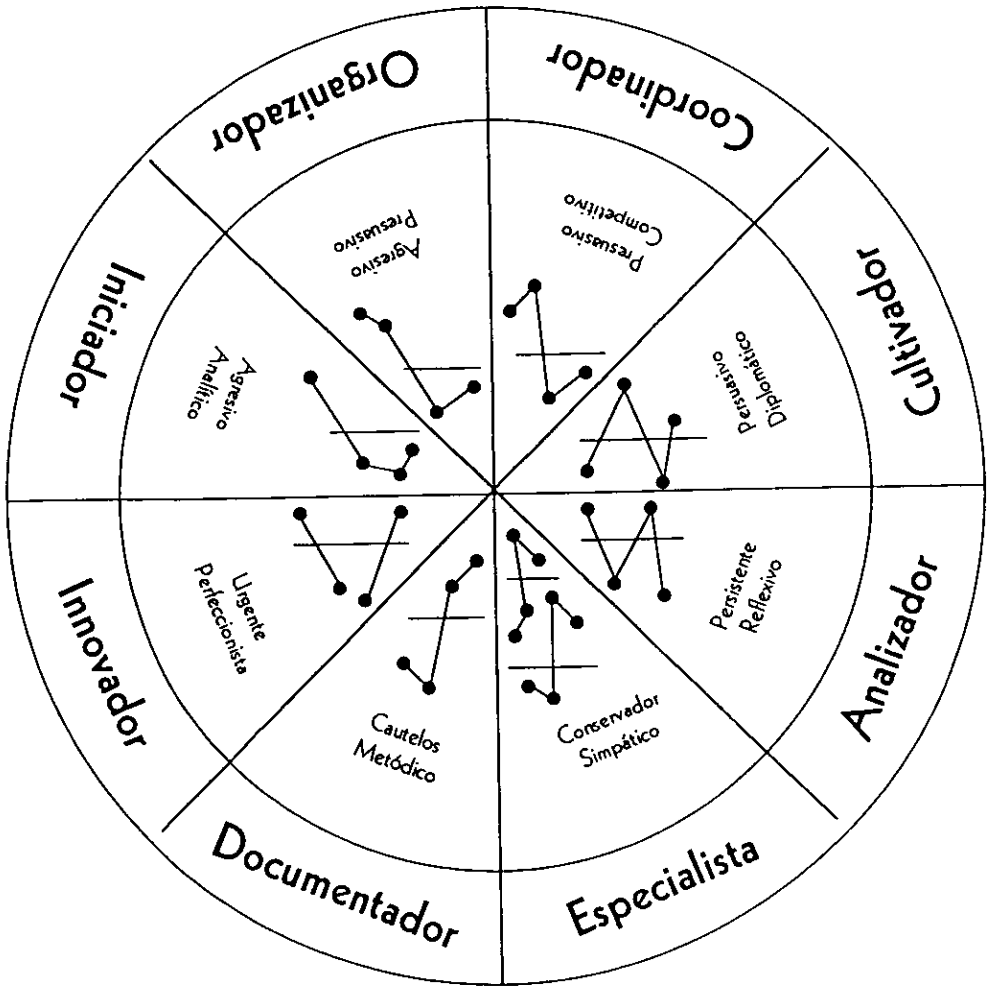 Organizador
Coordinador
Cultivador
Analizador
Especialista
Documentador
Innovador
Iniciador
Agresivo
Presuasivo
Presuasivo
Competitivo
Persuasivo
Diplomático
Persistente
Reflexivo
Conservador
Simpático
Cautelos
Metódico
Urgente
Perfeccionista
Agresivo
Analítico